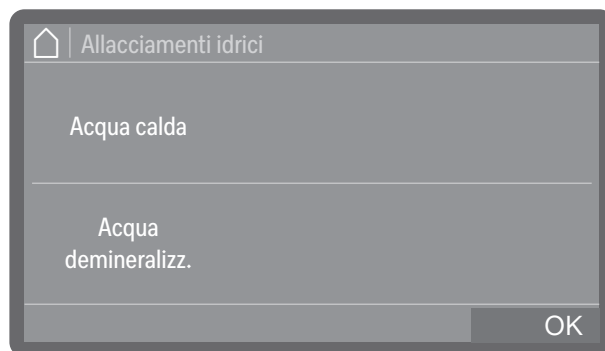 Allacciamenti idrici
Acqua calda
Acqua
demineralizz.
OK